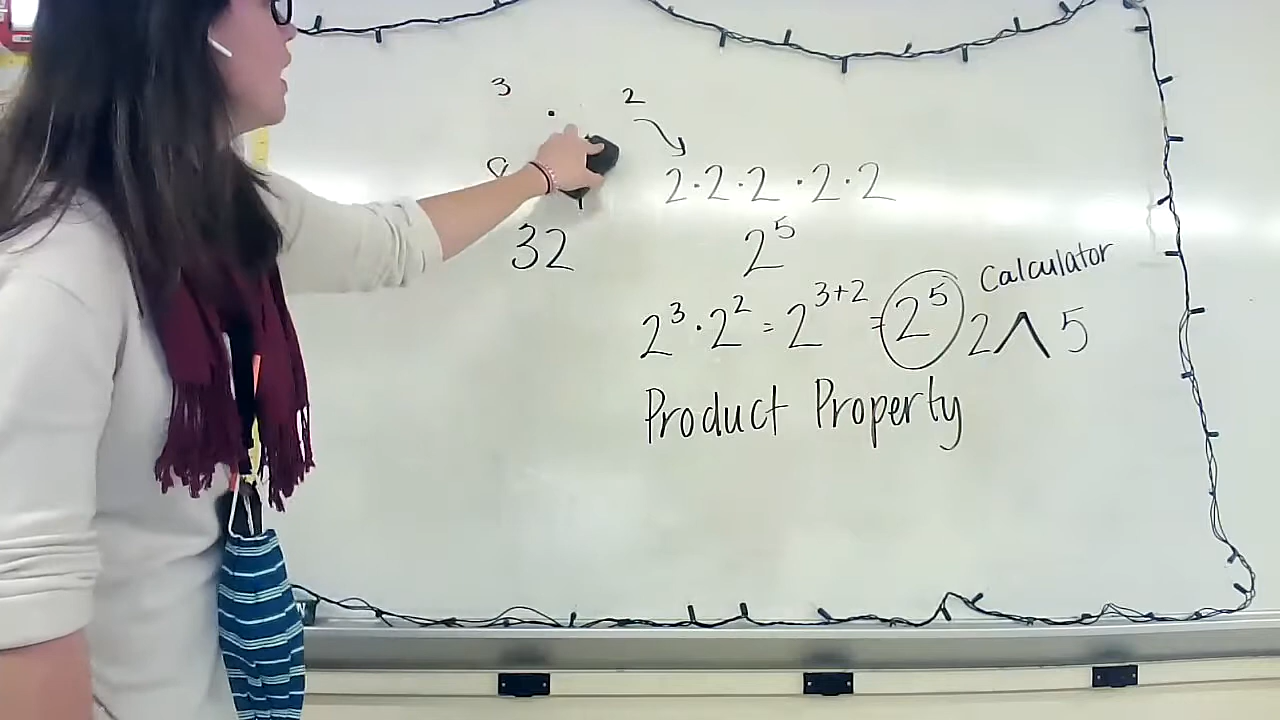 3 · 2
2·2·2·2·2
32
2^5
Calculator
2^3 · 2^2 = 2^{3+2} = 2^5 2∧5
Product Property